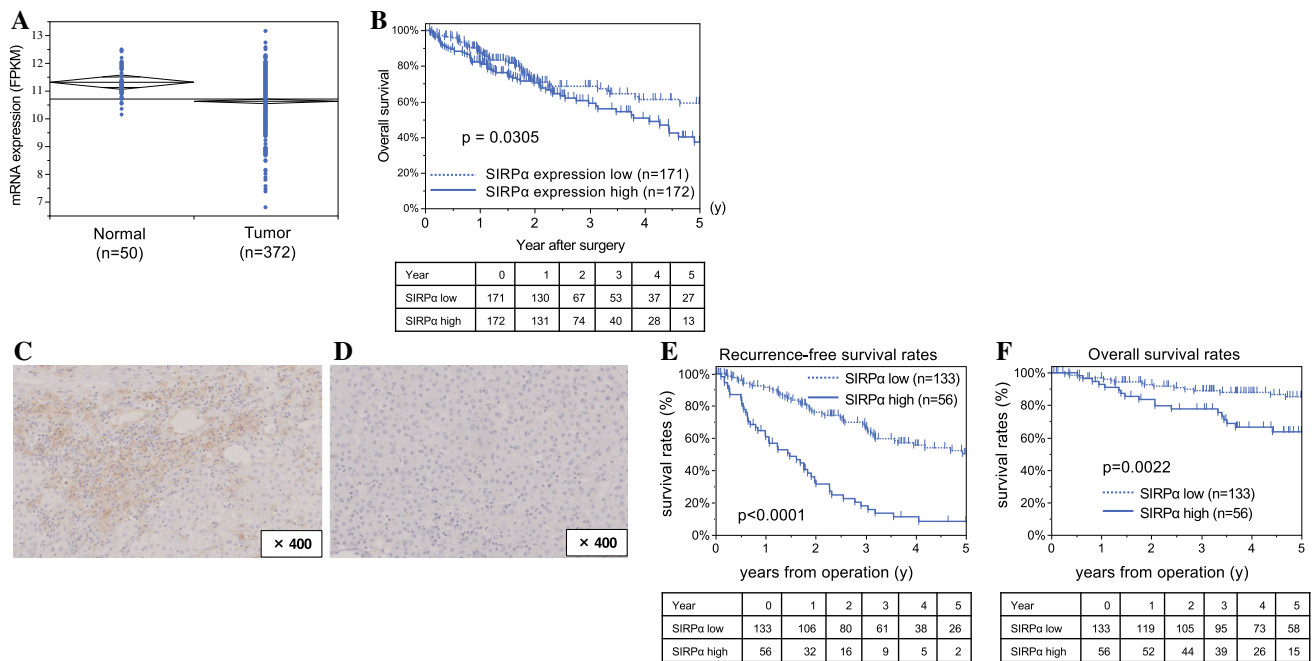 A
mRNA expression (FPKM)
13
12
11
10
9
8
7
Normal
(n=50)
Tumor
(n=372)
B
Overall survival
100%
80%
60%
40%
20%
0%
p = 0.0305
SIRPα expression low (n=171)
SIRPα expression high (n=172)
0 1 2 3 4 5 (y)
Year after surgery
Year 0 1 2 3 4 5
SIRPα low 171 130 67 53 37 27
SIRPα high 172 131 74 40 28 13
C
× 400
D
× 400
E
Recurrence-free survival rates
survival rates (%)
100%
80%
60%
40%
20%
0%
SIRPα low (n=133)
SIRPα high (n=56)
p<0.0001
0 1 2 3 4 5
years from operation (y)
Year 0 1 2 3 4 5
SIRPα low 133 106 80 61 38 26
SIRPα high 56 32 16 9 5 2
F
Overall survival rates
survival rates (%)
100%
80%
60%
40%
20%
0%
p=0.0022
SIRPα low (n=133)
SIRPα high (n=56)
0 1 2 3 4 5
years from operation (y)
Year 0 1 2 3 4 5
SIRPα low 133 119 105 95 73 58
SIRPα high 56 52 44 39 26 15